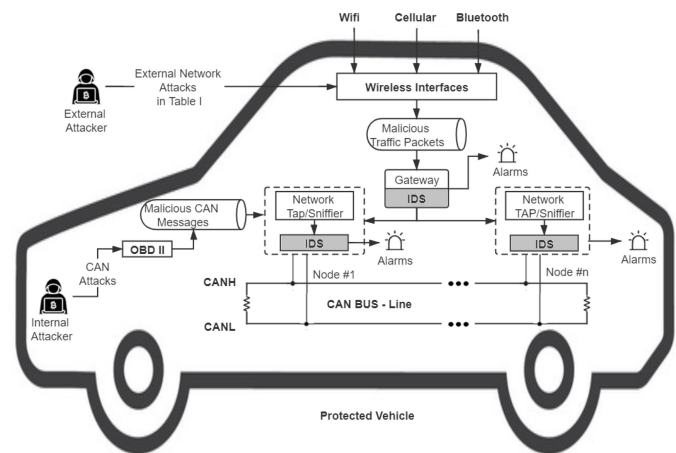 Wifi
Cellular
Bluetooth
External Network
Attacks
in Table I
Wireless Interfaces
External
Attacker
Malicious
Traffic Packets
Gateway
IDS
Alarms
Malicious CAN
Messages
Network
Tap/Sniffier
IDS
Alarms
Network
TAP/Sniffier
IDS
Alarms
OBD II
CAN
Attacks
Internal
Attacker
Node #1
Node #n
CANH
CAN BUS - Line
CANL
Protected Vehicle